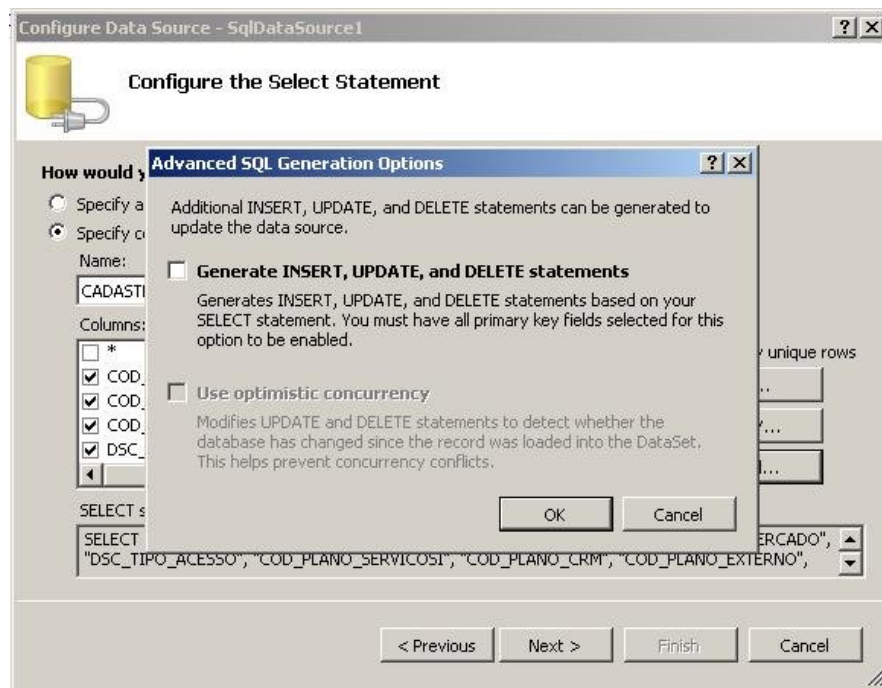 Configure Data Source - SqlDataSource1
Configure the Select Statement
How would
Specify a
Specify
Name:
Columns:
*
COD_
COD_
COD_
DSC_
Advanced SQL Generation Options
Additional INSERT, UPDATE, and DELETE statements can be generated to
update the data source.
Generate INSERT, UPDATE, and DELETE statements
Generates INSERT, UPDATE, and DELETE statements based on your
SELECT statement. You must have all primary key fields selected for this
option to be enabled.
Use optimistic concurrency
Modifies UPDATE and DELETE statements to detect whether the
database has changed since the record was loaded into the DataSet.
This helps prevent concurrency conflicts.
OK Cancel
unique rows
SELECT s
SELECT ERCADO",
"DSC_TIPO_ACESSO", "COD_PLANO_SERVICOSI", "COD_PLANO_CRM", "COD_PLANO_EXTERNO",
< Previous Next > Finish Cancel